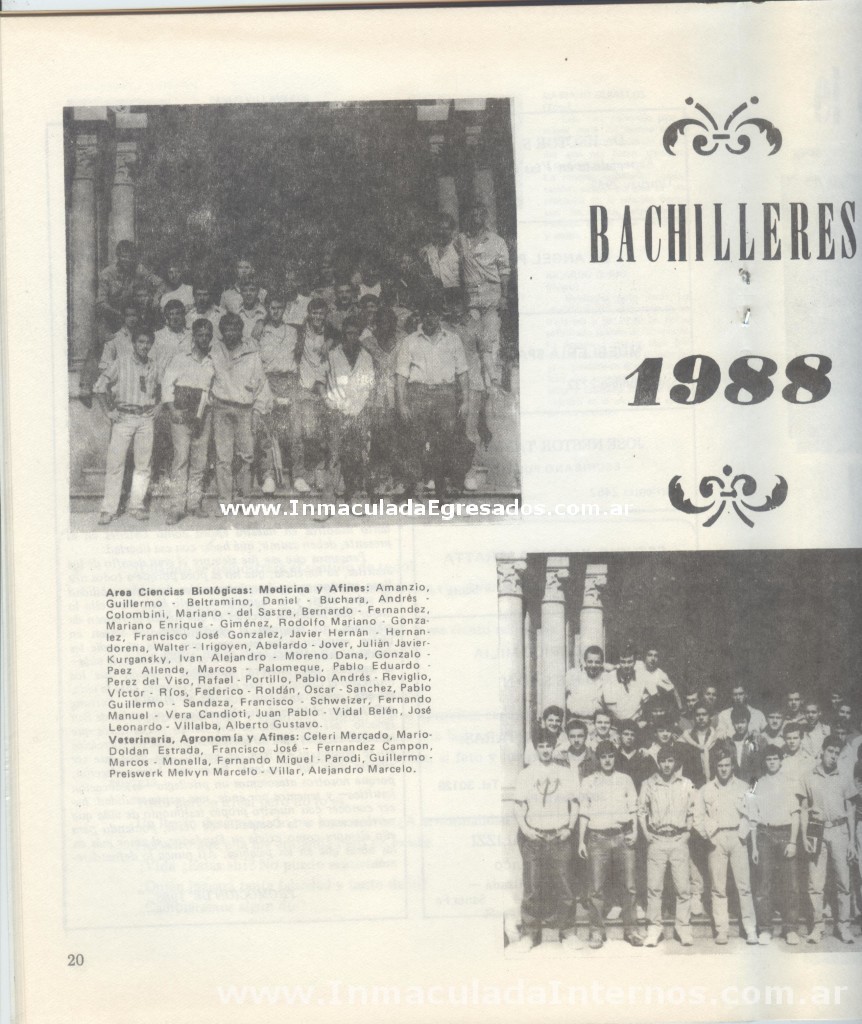 BACHILLERES
1988
www.InmaculadaEgresados.com.ar
Area Ciencias Biológicas: Medicina y Afines: Amanzio,
Guillermo - Beltramino, Daniel - Buchara, Andrés -
Colombini, Mariano - del Sastre, Bernardo - Fernandez,
Mariano Enrique - Giménez, Rodolfo Mariano - Gonza-
lez, Francisco José Gonzalez, Javier Hernán - Hernan-
dorena, Walter - Irigoyen, Abelardo - Jover, Julián Javier-
Kurgansky, Ivan Alejandro - Moreno Dana, Gonzalo -
Paez Allende, Marcos - Palomeque, Pablo Eduardo -
Perez del Viso, Rafael - Portillo, Pablo Andrés - Reviglio,
Víctor - Ríos, Federico - Roldán, Oscar - Sanchez, Pablo
Guillermo - Sandaza, Francisco - Schweizer, Fernando
Manuel - Vera Candioti, Juan Pablo - Vidal Belén, José
Leonardo - Villalba, Alberto Gustavo.
Veterinaria, Agronomía y Afines: Celeri Merçado, Mario-
Doldan Estrada, Francisco José - Fernandez Campon,
Marcos - Monella, Fernando Miguel - Parodi, Guillermo -
Preiswerk Melvyn Marcelo - Villar, Alejandro Marcelo.
20
www.InmaculadaInternos.com.ar